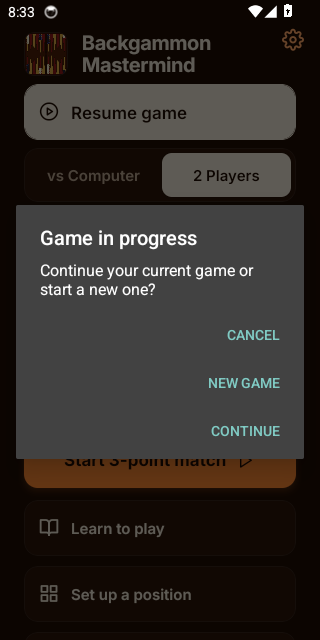 8:33
Backgammon
Mastermind
Resume game
vs Computer
2 Players
Game in progress
Continue your current game or
start a new one?
CANCEL
NEW GAME
CONTINUE
Start 3-point match
Learn to play
Set up a position